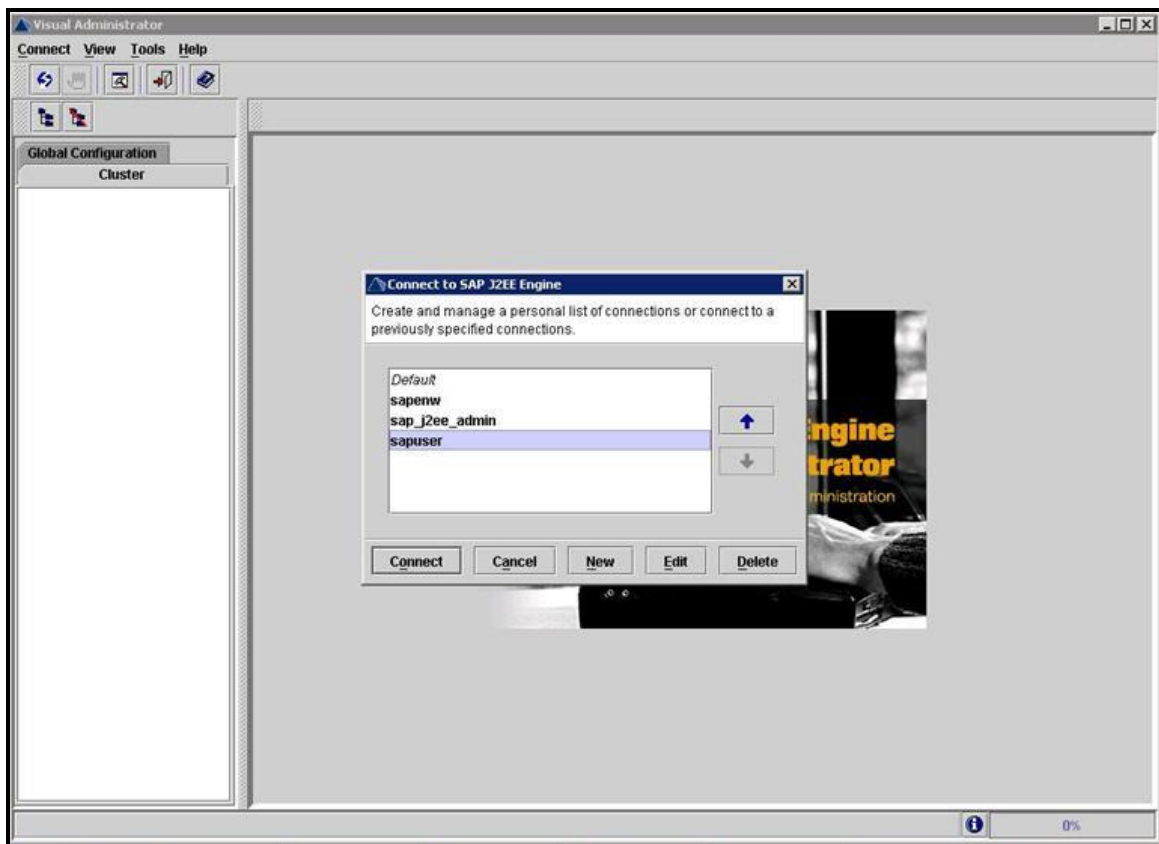 Visual Administrator
Connect View Tools Help
Global Configuration
Cluster
Connect to SAP J2EE Engine
Create and manage a personal list of connections or connect to a
previously specified connections.
Default
sapenw
sap_j2ee_admin
sapuser
Connect Cancel New Edit Delete
ngine
trator
ministration
0%